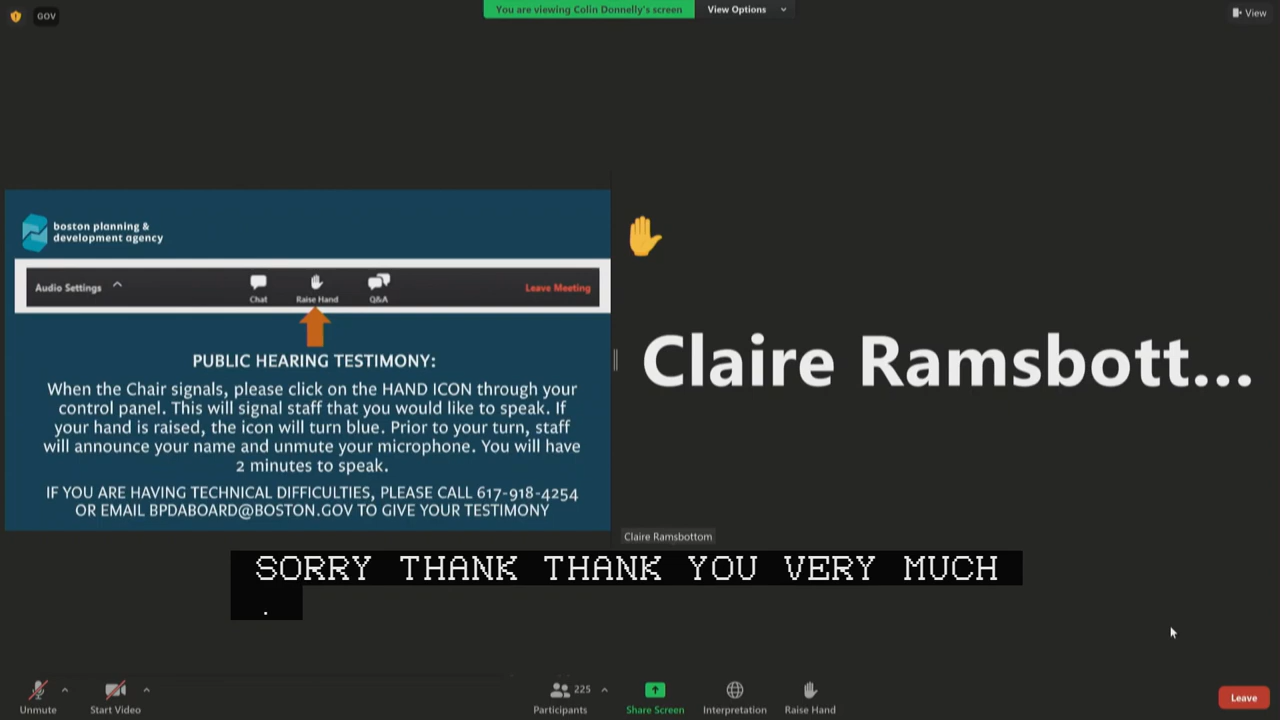 GOV
You are viewing Colin Donnelly's screen
View Options
View
boston planning &
development agency
Audio Settings
Chat
Raise Hand
Q&A
Leave Meeting
PUBLIC HEARING TESTIMONY:
When the Chair signals, please click on the HAND ICON through your
control panel. This will signal staff that you would like to speak. If
your hand is raised, the icon will turn blue. Prior to your turn, staff
will announce your name and unmute your microphone. You will have
2 minutes to speak.
IF YOU ARE HAVING TECHNICAL DIFFICULTIES, PLEASE CALL 617-918-4254
OR EMAIL BPDABOARD@BOSTON.GOV TO GIVE YOUR TESTIMONY
Claire Ramsbott...
Claire Ramsbottom
SORRY THANK THANK YOU VERY MUCH
.
Unmute
Start Video
225
Participants
Share Screen
Interpretation
Raise Hand
Leave